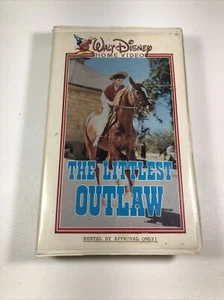 WALT DISNEY
HOME VIDEO
THE LITTLEST
OUTLAW
RENTAL BY APPROVAL ONLY!